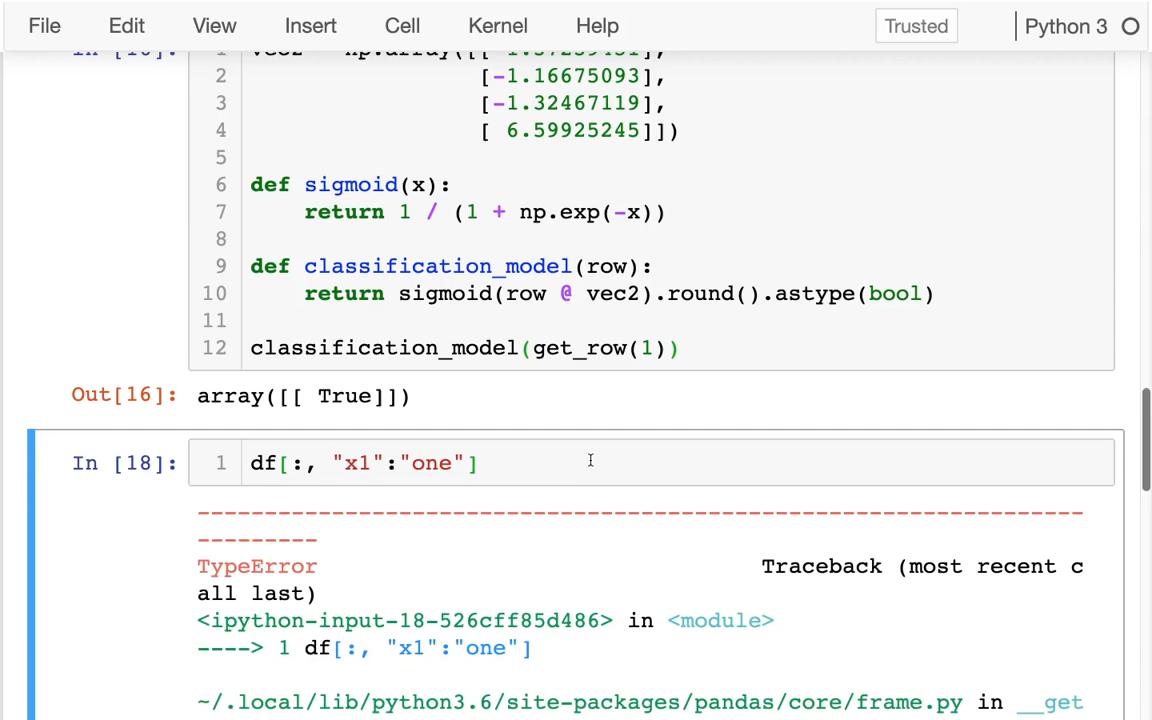 File Edit View Insert Cell Kernel Help Trusted Python 3
2 [-1.16675093],
3 [-1.32467119],
4 [ 6.59925245]])
5
6 def sigmoid(x):
7 return 1 / (1 + np.exp(-x))
8
9 def classification_model(row):
10 return sigmoid(row @ vec2).round().astype(bool)
11
12 classification_model(get_row(1))
Out[16]: array([[ True]])
In [18]: 1 df[:, "x1":"one"]
---------------------------------------------------------------------------
TypeError Traceback (most recent c
all last)
<ipython-input-18-526cff85d486> in <module>
----> 1 df[:, "x1":"one"]
~/.local/lib/python3.6/site-packages/pandas/core/frame.py in __get